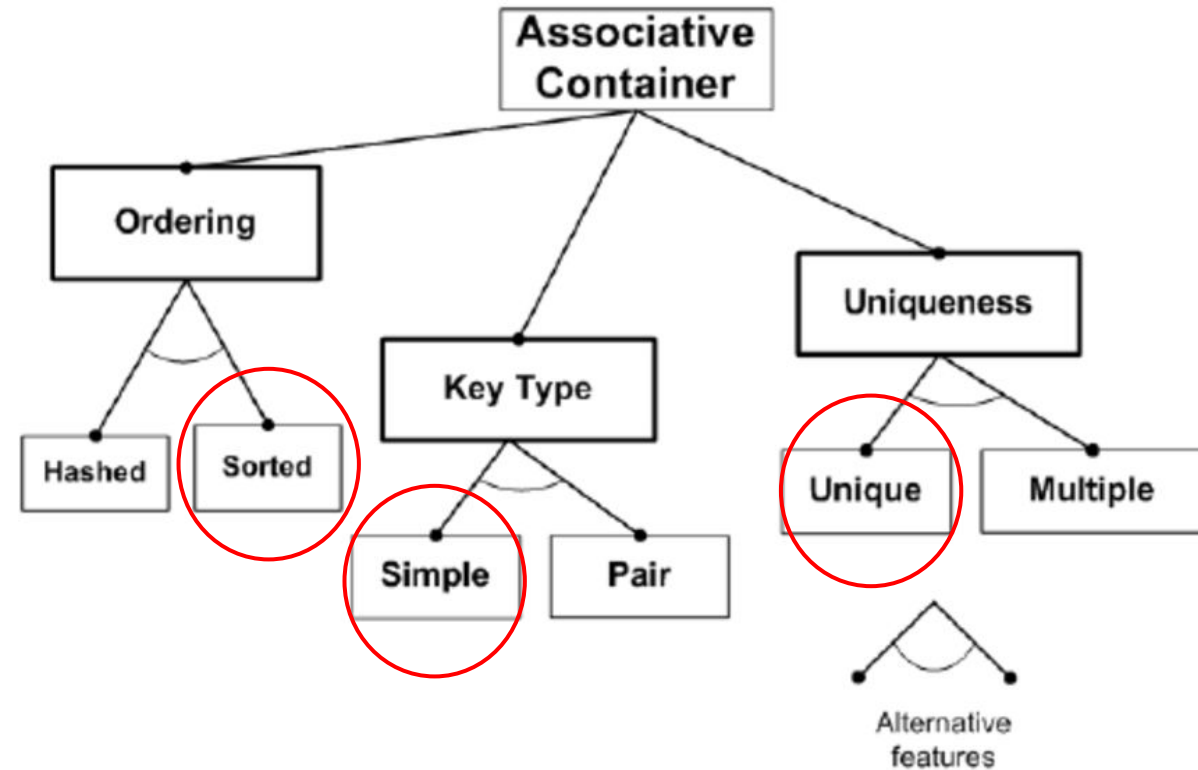 Associative
Container
Ordering
Uniqueness
Key Type
Hashed
Sorted
Unique
Multiple
Simple
Pair
Alternative
features